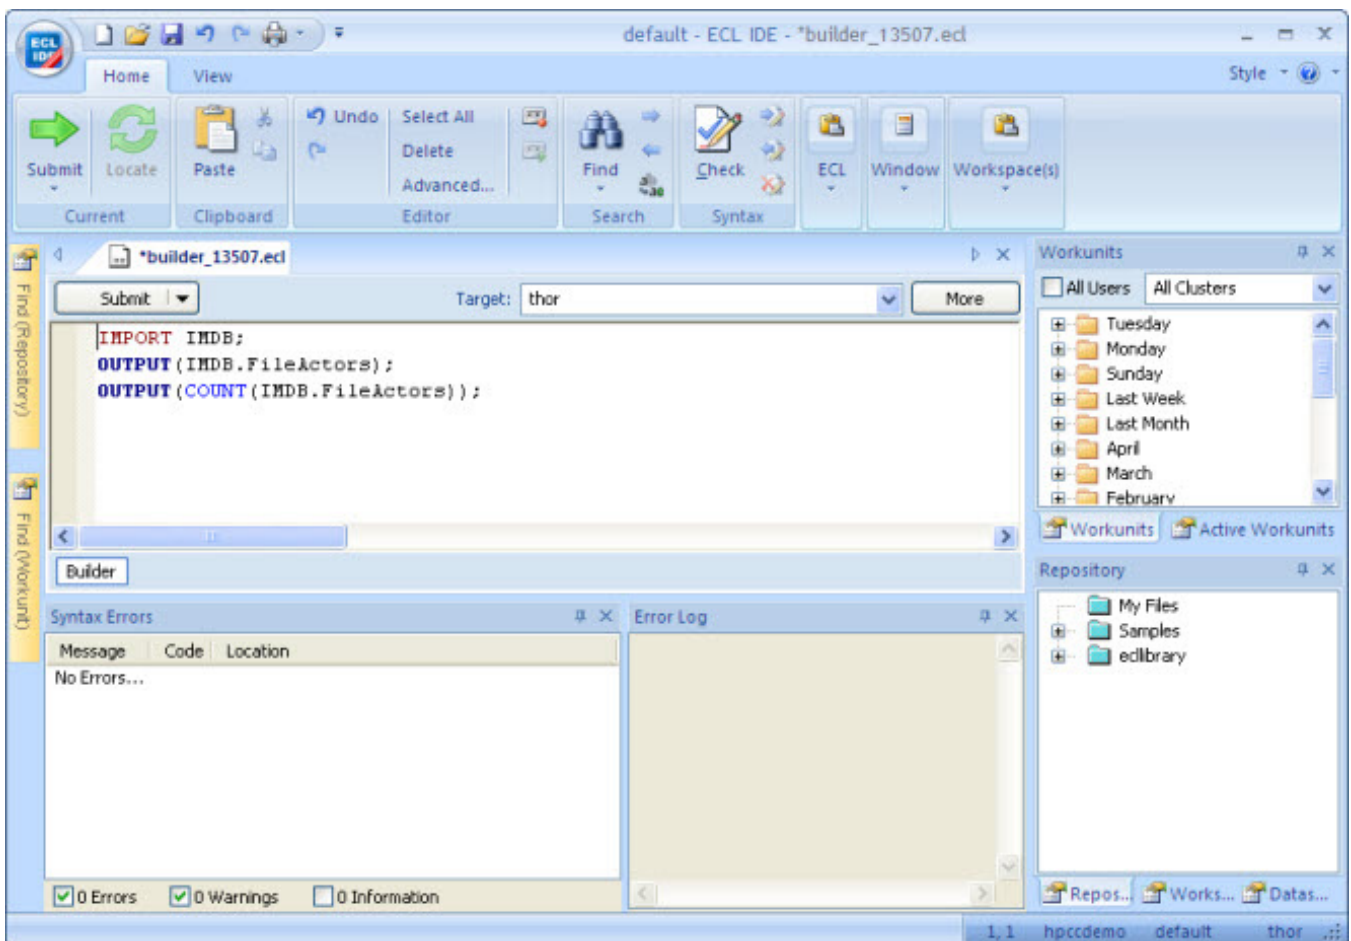 ECL IDE
default - ECL IDE - *builder_13507.ecl
Home View
Style
Submit
Locate
Paste
Undo
Select All
Delete
Advanced...
Find
Check
ECL
Window
Workspace(s)
Current
Clipboard
Editor
Search
Syntax
Find (Repository)
Find (Workunit)
*builder_13507.ecl
Submit
Target: thor
More
IMPORT IMDB;
OUTPUT(IMDB.FileActors);
OUTPUT(COUNT(IMDB.FileActors));
Builder
Syntax Errors
Message Code Location
No Errors...
0 Errors 0 Warnings 0 Information
Error Log
Workunits
All Users All Clusters
Tuesday
Monday
Sunday
Last Week
Last Month
April
March
February
Workunits Active Workunits
Repository
My Files
Samples
eclibrary
Repos... Works... Datas...
1, 1 hpccdemo default thor